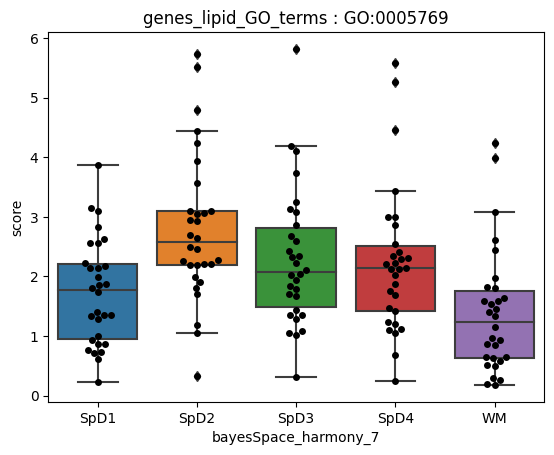 genes_lipid_GO_terms : GO:0005769
6
5
4
3
2
1
0
score
SpD1 SpD2 SpD3 SpD4 WM
bayesSpace_harmony_7